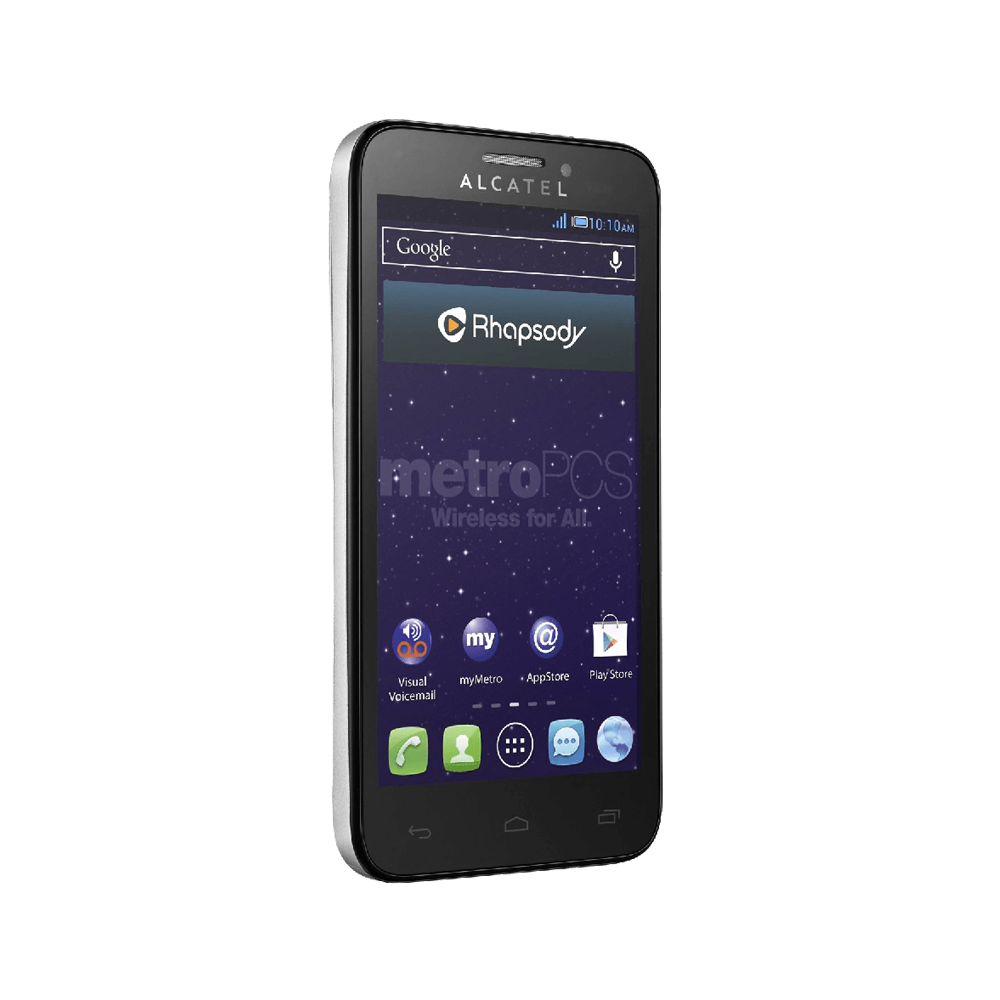 ALCATEL
10:10AM
Google
Rhapsody
metroPCS
Wireless for All.
my
@
Visual
Voicemail
myMetro
AppStore
Play Store